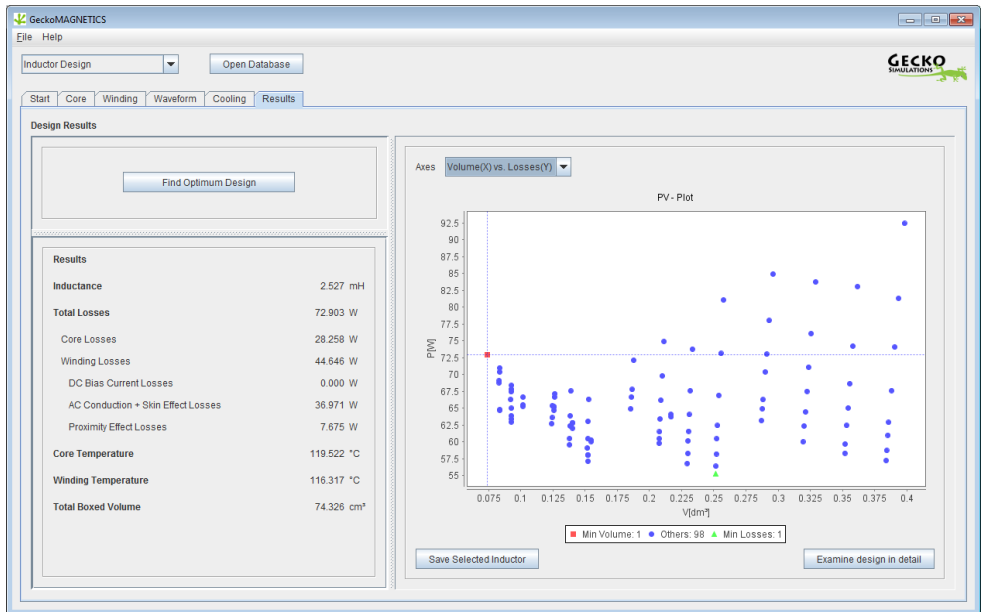 GeckoMAGNETICS
File Help
Inductor Design
Open Database
GECKO
SIMULATIONS
Start Core Winding Waveform Cooling Results
Design Results
Find Optimum Design
Results
Inductance 2.527 mH
Total Losses 72.903 W
Core Losses 28.258 W
Winding Losses 44.646 W
DC Bias Current Losses 0.000 W
AC Conduction + Skin Effect Losses 36.971 W
Proximity Effect Losses 7.675 W
Core Temperature 119.522 °C
Winding Temperature 116.317 °C
Total Boxed Volume 74.326 cm³
Axes Volume(X) vs. Losses(Y)
PV - Plot
P[W]
92.5
90
87.5
85
82.5
80
77.5
75
72.5
70
67.5
65
62.5
60
57.5
55
0.075 0.1 0.125 0.15 0.175 0.2 0.225 0.25 0.275 0.3 0.325 0.35 0.375 0.4
V[dm³]
Min Volume: 1 Others: 98 Min Losses: 1
Save Selected Inductor
Examine design in detail